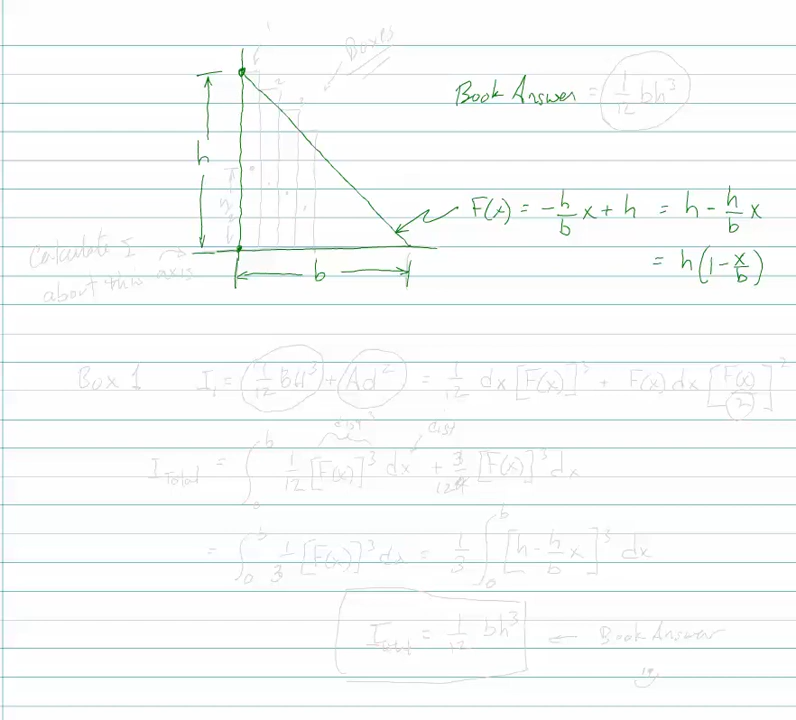 Boxes
Book Answer = 1/12 bh³
h
F(x) = -h/b x + h = h - h/b x
= h(1 - x/b)
Calculate I
about this axis
b
Box 1 I₁ = 1/12 bh³ + Ad² = 1/12 dx [F(x)]³ + F(x) dx [F(x)/2]²
I Total = ∫₀ᵇ 1/12 [F(x)]³ dx + 3/12 [F(x)]³ dx
= ∫₀ᵇ 1/3 [F(x)]³ dx = 1/3 ∫₀ᵇ [h - h/b x]³ dx
= 1/12 bh³ ← Book Answer